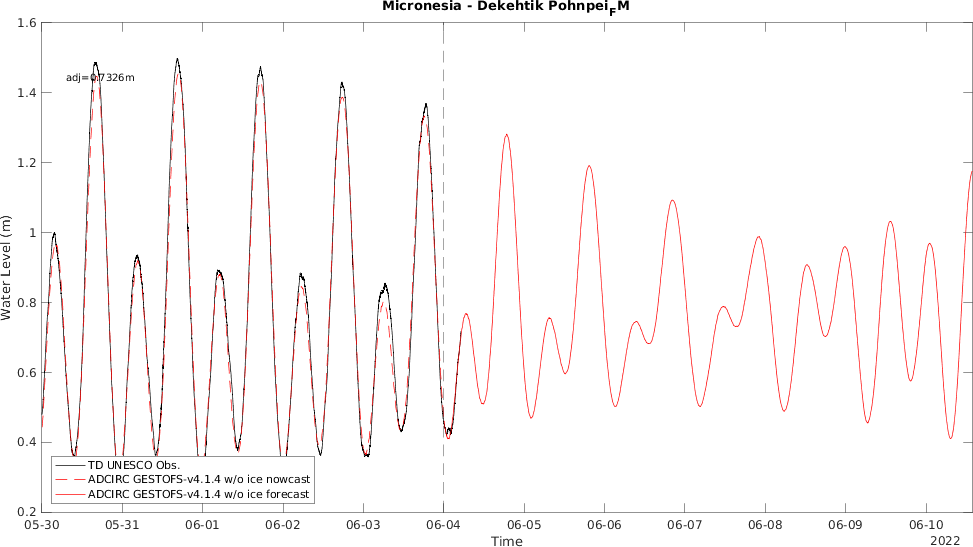 Micronesia - Dekehtik Pohnpei_FM
1.6
1.4
1.2
1
0.8
0.6
0.4
0.2
Water Level (m)
adj=0.7326m
TD UNESCO Obs.
ADCIRC GESTOFS-v4.1.4 w/o ice nowcast
ADCIRC GESTOFS-v4.1.4 w/o ice forecast
05-30 05-31 06-01 06-02 06-03 06-04 06-05 06-06 06-07 06-08 06-09 06-10
Time
2022